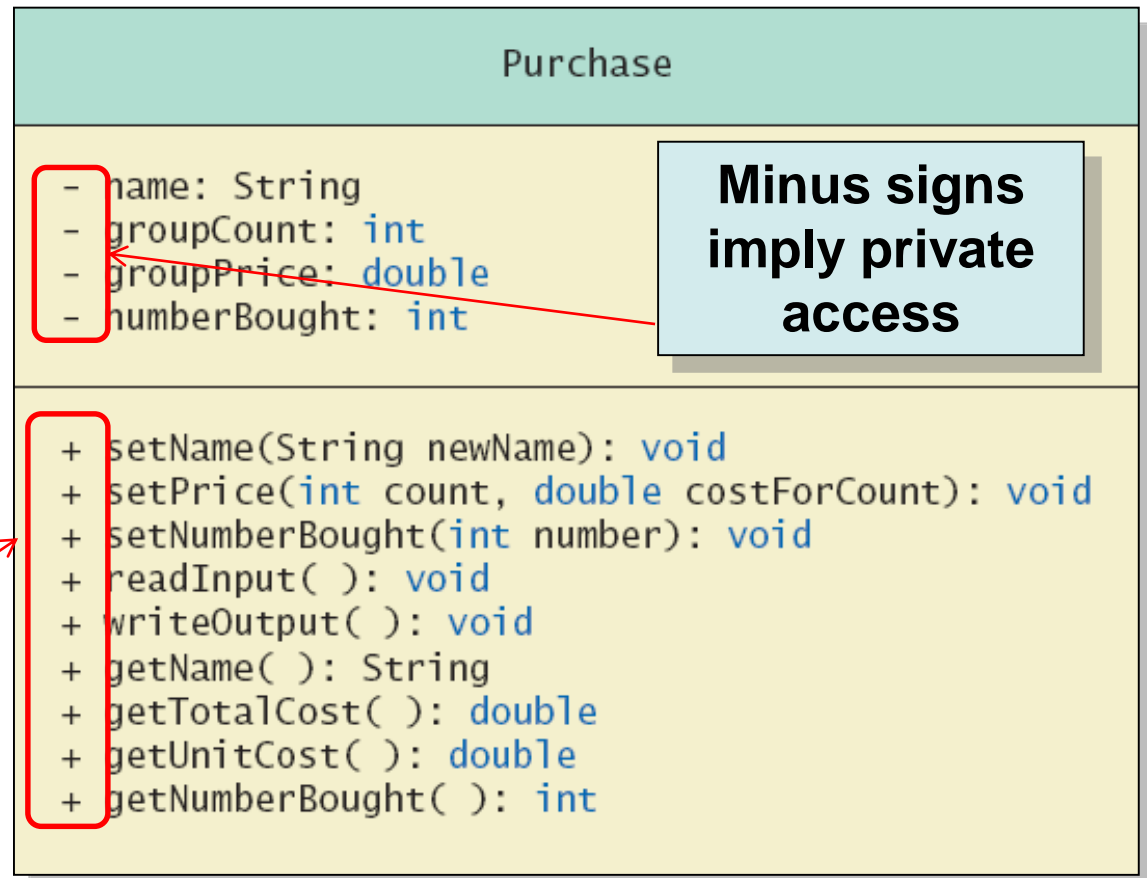 Purchase
- name: String
- groupCount: int
- groupPrice: double
- numberBought: int
Minus signs
imply private
access
+ setName(String newName): void
+ setPrice(int count, double costForCount): void
+ setNumberBought(int number): void
+ readInput( ): void
+ writeOutput( ): void
+ getName( ): String
+ getTotalCost( ): double
+ getUnitCost( ): double
+ getNumberBought( ): int